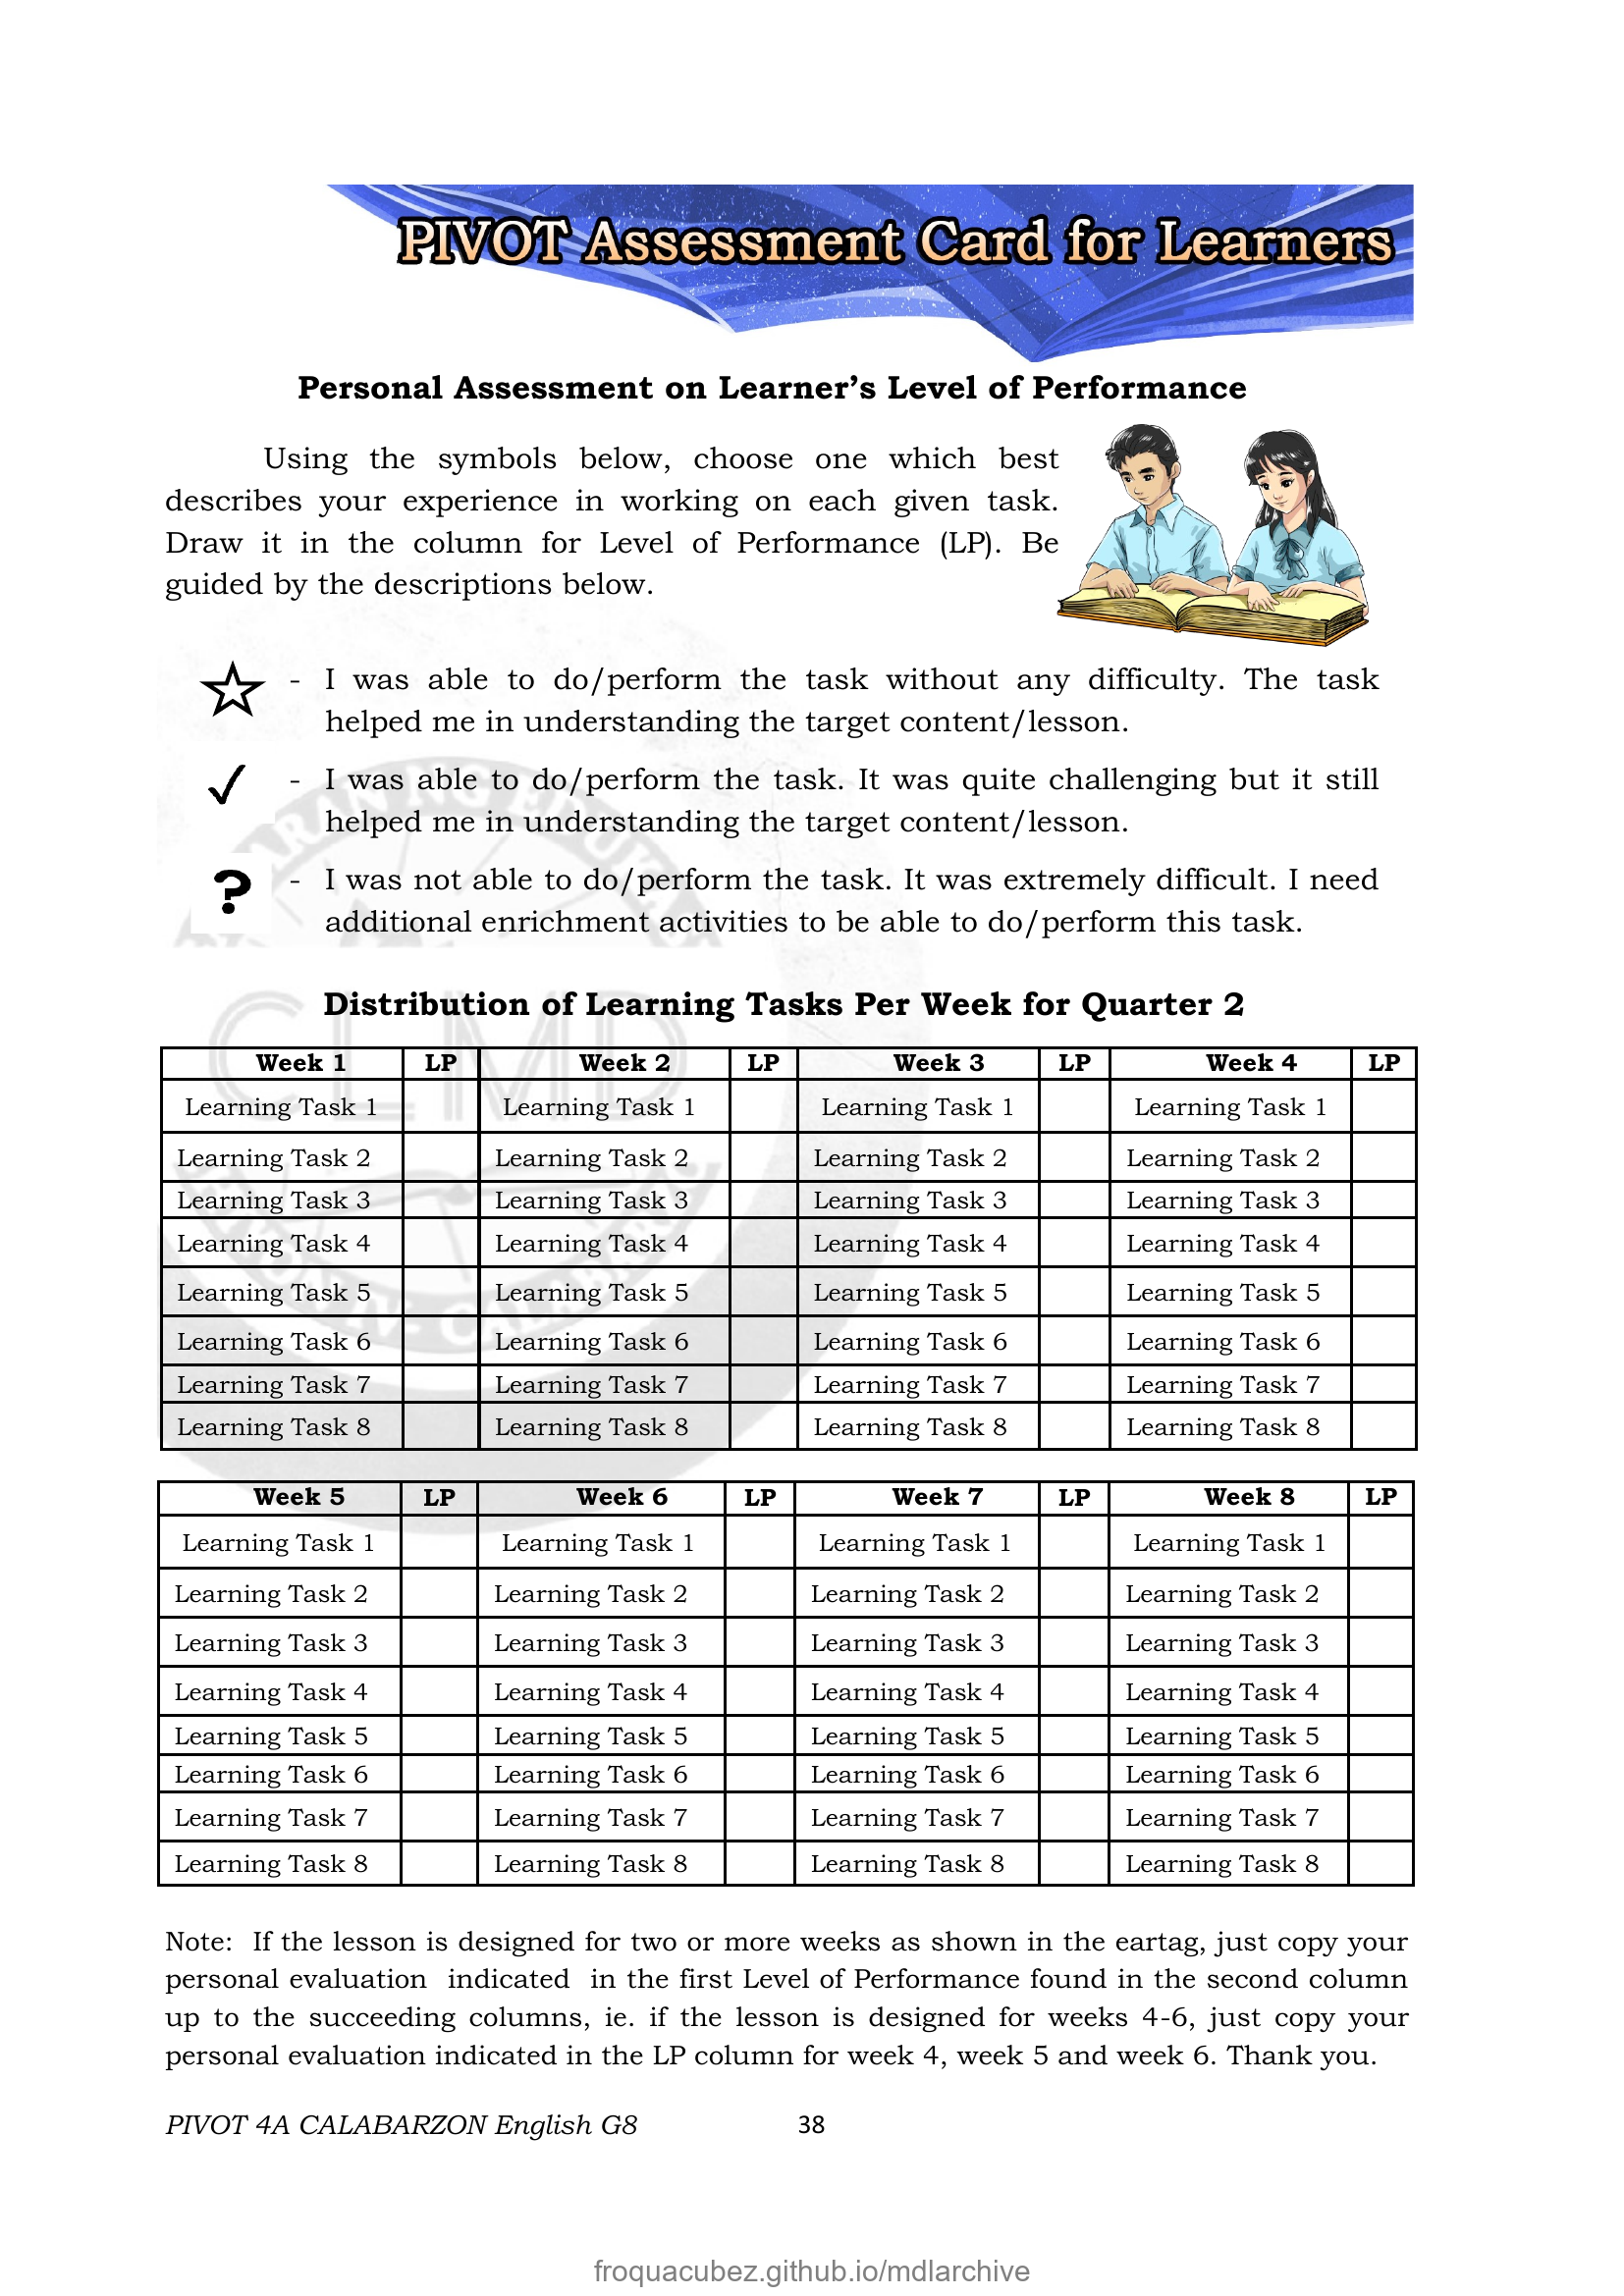 PIVOT Assessment Card for Learners
Personal Assessment on Learner’s Level of Performance
Using the symbols below, choose one which best
describes your experience in working on each given task.
Draw it in the column for Level of Performance (LP). Be
guided by the descriptions below.
- I was able to do/perform the task without any difficulty. The task
helped me in understanding the target content/lesson.
✓ - I was able to do/perform the task. It was quite challenging but it still
helped me in understanding the target content/lesson.
? - I was not able to do/perform the task. It was extremely difficult. I need
additional enrichment activities to be able to do/perform this task.
CLMD
Distribution of Learning Tasks Per Week for Quarter 2
Week 1 LP Week 2 LP Week 3 LP Week 4 LP
Learning Task 1 Learning Task 1 Learning Task 1 Learning Task 1
Learning Task 2 Learning Task 2 Learning Task 2 Learning Task 2
Learning Task 3 Learning Task 3 Learning Task 3 Learning Task 3
Learning Task 4 Learning Task 4 Learning Task 4 Learning Task 4
Learning Task 5 Learning Task 5 Learning Task 5 Learning Task 5
Learning Task 6 Learning Task 6 Learning Task 6 Learning Task 6
Learning Task 7 Learning Task 7 Learning Task 7 Learning Task 7
Learning Task 8 Learning Task 8 Learning Task 8 Learning Task 8
Week 5 LP Week 6 LP Week 7 LP Week 8 LP
Learning Task 1 Learning Task 1 Learning Task 1 Learning Task 1
Learning Task 2 Learning Task 2 Learning Task 2 Learning Task 2
Learning Task 3 Learning Task 3 Learning Task 3 Learning Task 3
Learning Task 4 Learning Task 4 Learning Task 4 Learning Task 4
Learning Task 5 Learning Task 5 Learning Task 5 Learning Task 5
Learning Task 6 Learning Task 6 Learning Task 6 Learning Task 6
Learning Task 7 Learning Task 7 Learning Task 7 Learning Task 7
Learning Task 8 Learning Task 8 Learning Task 8 Learning Task 8
Note: If the lesson is designed for two or more weeks as shown in the eartag, just copy your
personal evaluation indicated in the first Level of Performance found in the second column
up to the succeeding columns, ie. if the lesson is designed for weeks 4-6, just copy your
personal evaluation indicated in the LP column for week 4, week 5 and week 6. Thank you.
PIVOT 4A CALABARZON English G8 38
froquacubez.github.io/mdlarchive